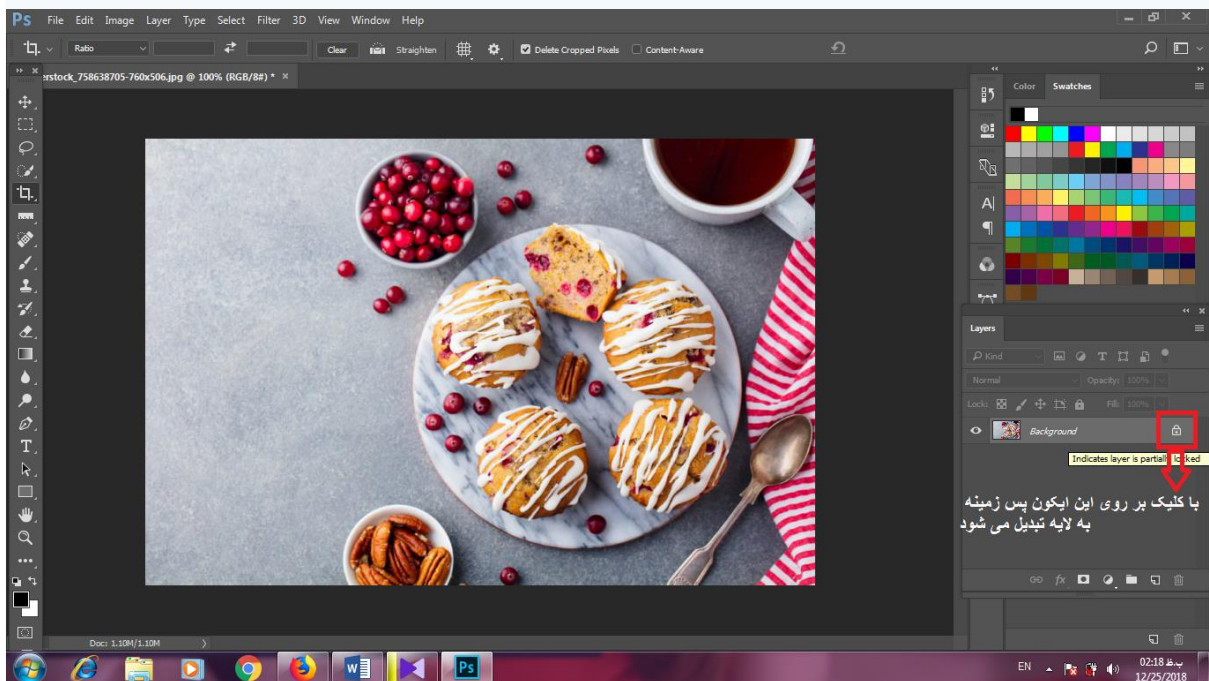 Ps File Edit Image Layer Type Select Filter 3D View Window Help
Ratio Clear Straighten Delete Cropped Pixels Content-Aware
erstock_758638705-760x506.jpg @ 100% (RGB/8#) * ×
Color Swatches
Layers
Kind
Normal Opacity: 100%
Lock: Fill: 100%
Background
Indicates layer is partially locked
با کلیک بر روی این ایکون پس زمینه
به لایه تبدیل می شود
Doc: 1.10M/1.10M
Ps
EN
02:18 ب.ظ
12/25/2018